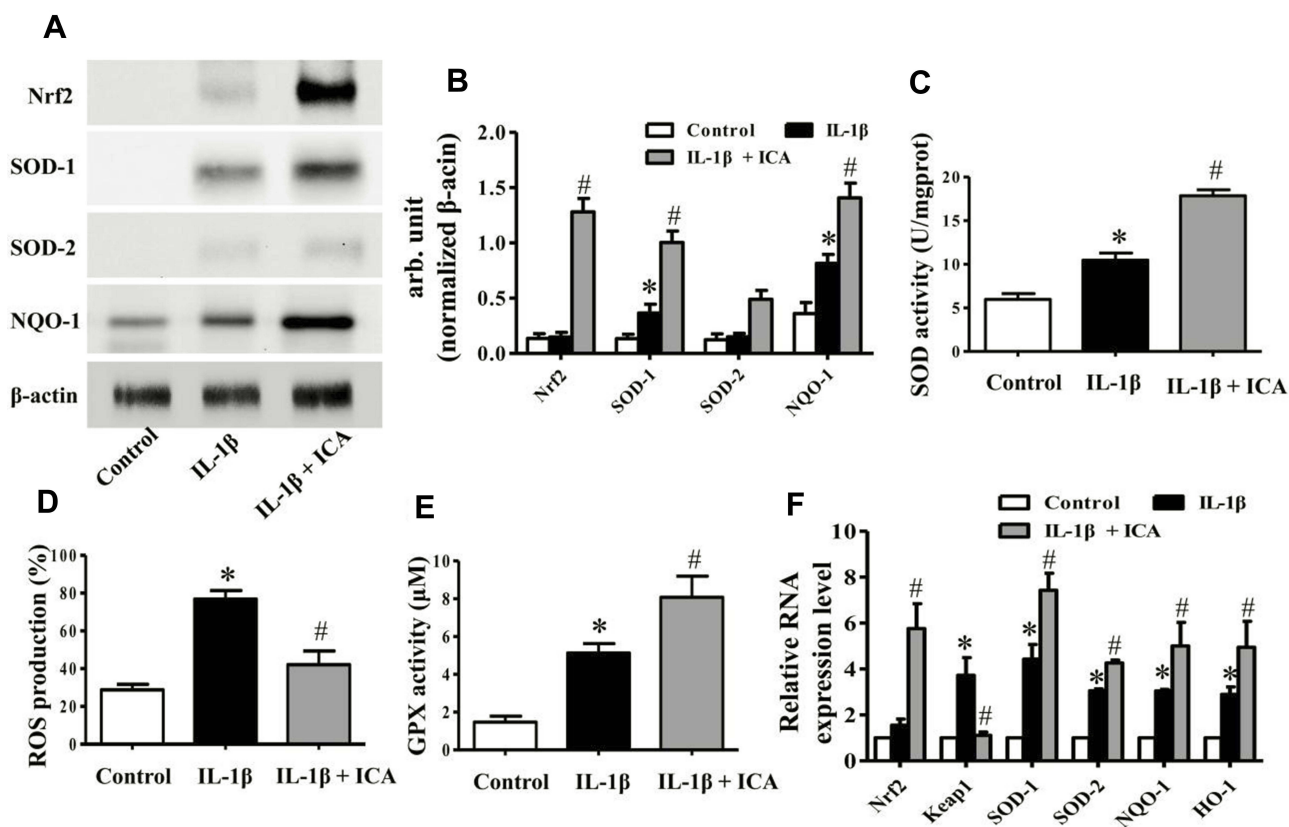 A
Nrf2
SOD-1
SOD-2
NQO-1
β-actin
Control
IL-1β
IL-1β + ICA
B
Control
IL-1β
IL-1β + ICA
arb. unit
(normalized β-acin)
2.0
1.5
1.0
0.5
0.0
#
*
#
*
#
Nrf2
SOD-1
SOD-2
NQO-1
C
SOD activity (U/mgprot)
20
15
10
5
0
*
#
Control
IL-1β
IL-1β + ICA
D
ROS production (%)
100
80
60
40
20
0
*
#
Control
IL-1β
IL-1β + ICA
E
GPX activity (μM)
10
8
6
4
2
0
*
#
Control
IL-1β
IL-1β + ICA
F
Control
IL-1β
IL-1β + ICA
Relative RNA
expression level
10
8
6
4
2
0
#
*
#
*
#
*
#
*
#
*
#
Nrf2
Keap1
SOD-1
SOD-2
NQO-1
HO-1